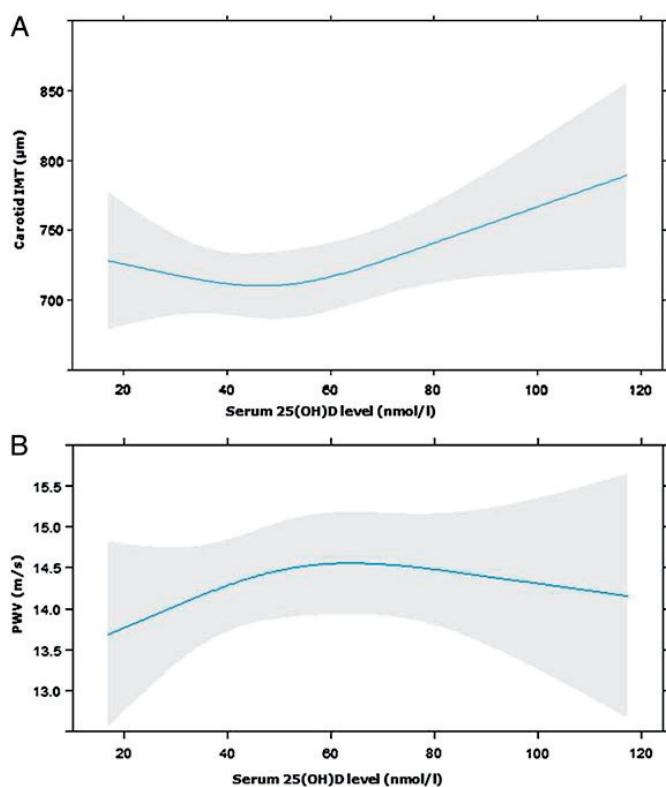 A
850
800
750
700
Carotid IMT (µm)
20 40 60 80 100 120
Serum 25(OH)D level (nmol/l)
B
15.5
15.0
14.5
14.0
13.5
13.0
PWV (m/s)
20 40 60 80 100 120
Serum 25(OH)D level (nmol/l)